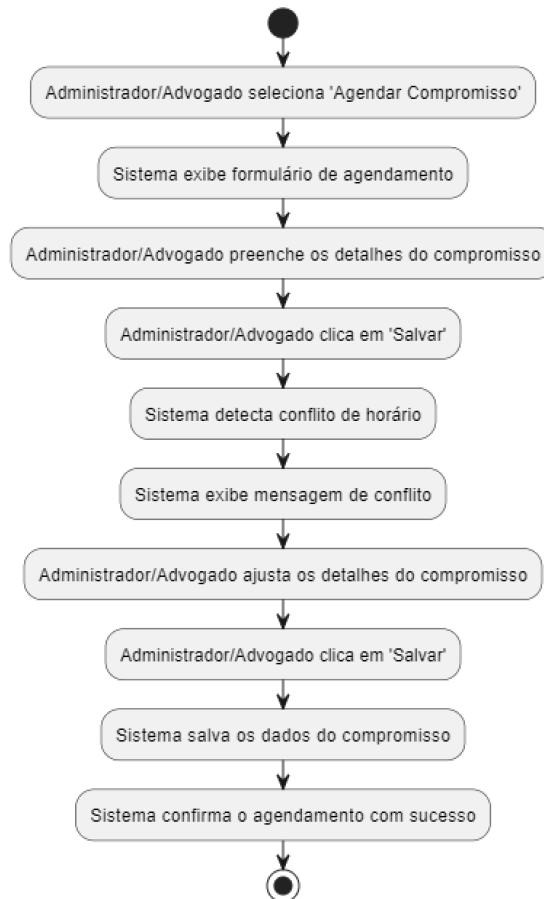 Administrador/Advogado seleciona 'Agendar Compromisso'
Sistema exibe formulário de agendamento
Administrador/Advogado preenche os detalhes do compromisso
Administrador/Advogado clica em 'Salvar'
Sistema detecta conflito de horário
Sistema exibe mensagem de conflito
Administrador/Advogado ajusta os detalhes do compromisso
Administrador/Advogado clica em 'Salvar'
Sistema salva os dados do compromisso
Sistema confirma o agendamento com sucesso